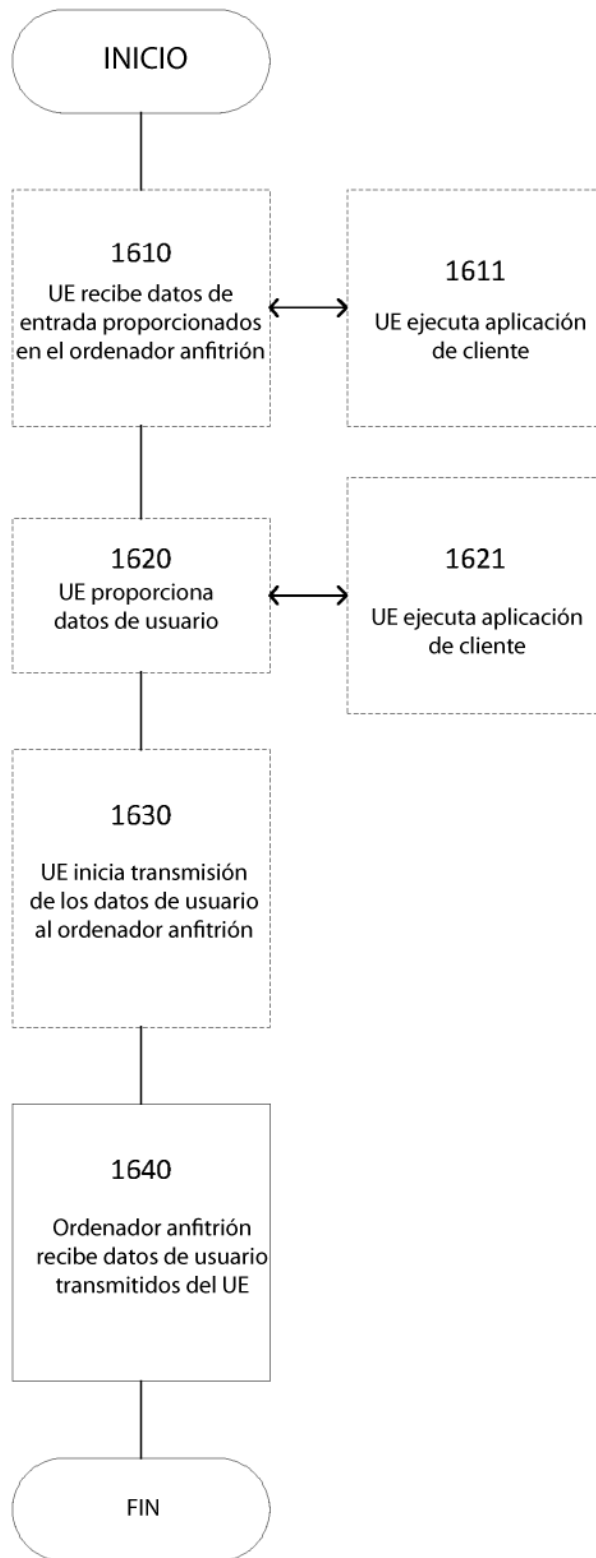 INICIO
1610
UE recibe datos de
entrada proporcionados
en el ordenador anfitrión
1611
UE ejecuta aplicación
de cliente
1620
UE proporciona
datos de usuario
1621
UE ejecuta aplicación
de cliente
1630
UE inicia transmisión
de los datos de usuario
al ordenador anfitrión
1640
Ordenador anfitrión
recibe datos de usuario
transmitidos del UE
FIN